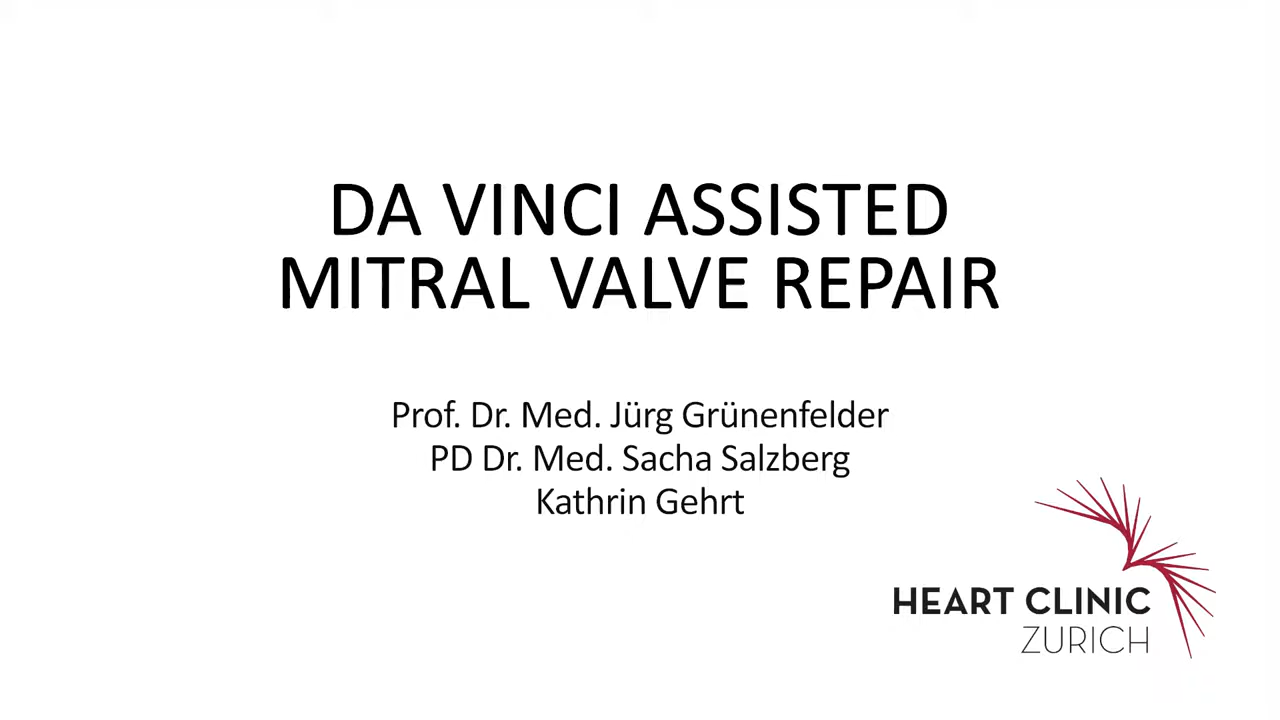 DA VINCI ASSISTED
MITRAL VALVE REPAIR
Prof. Dr. Med. Jürg Grünenfelder
PD Dr. Med. Sacha Salzberg
Kathrin Gehrt
HEART CLINIC
ZURICH